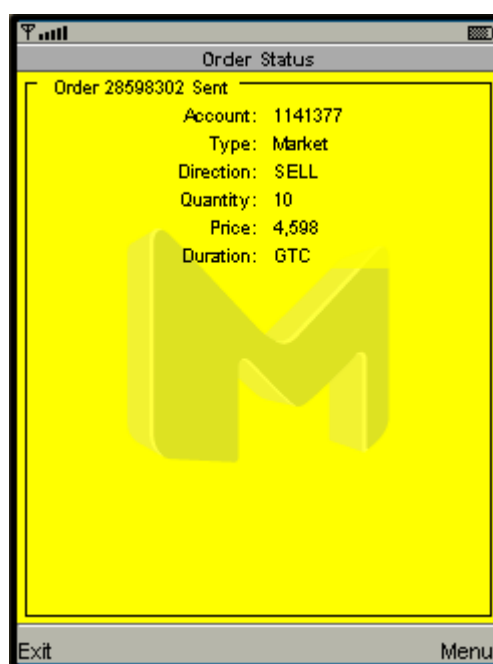 Order Status
Order 28598302 Sent
Account: 1141377
Type: Market
Direction: SELL
Quantity: 10
Price: 4,598
Duration: GTC
M
Exit Menu